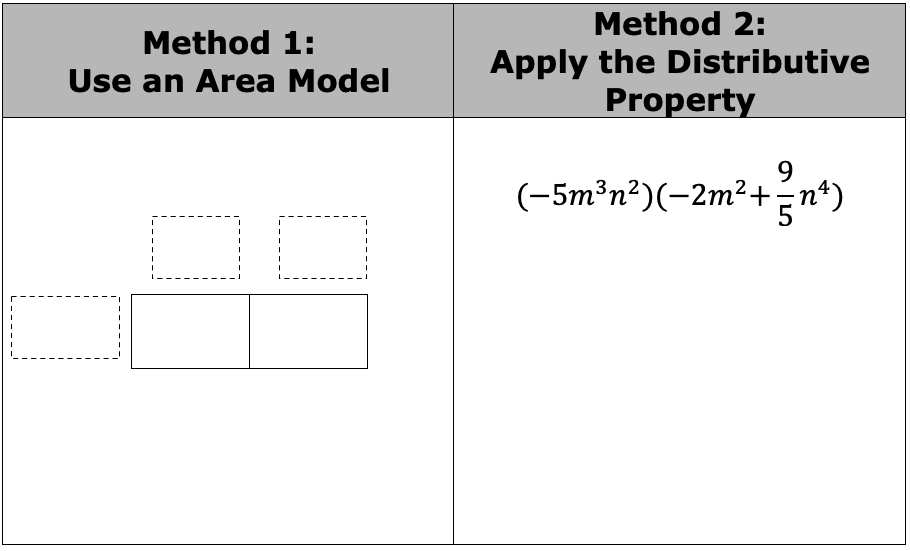 Method 1:
Use an Area Model
Method 2:
Apply the Distributive
Property
(−5m³n²)(−2m²+9/5 n⁴)